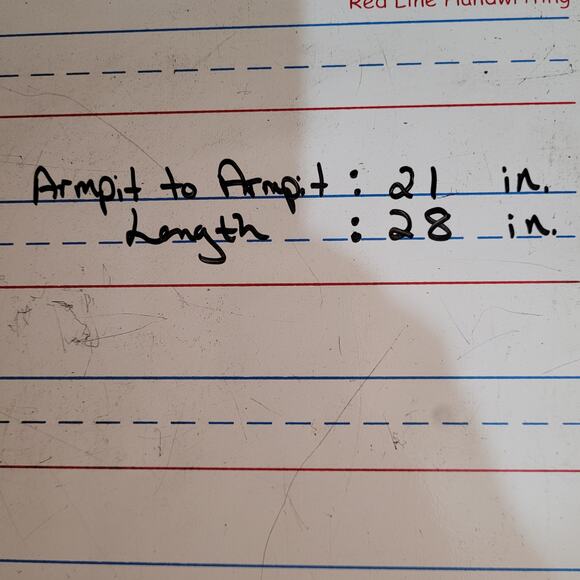 Red Line Handwriting
Armpit to Armpit : 21 in.
Length : 28 in.